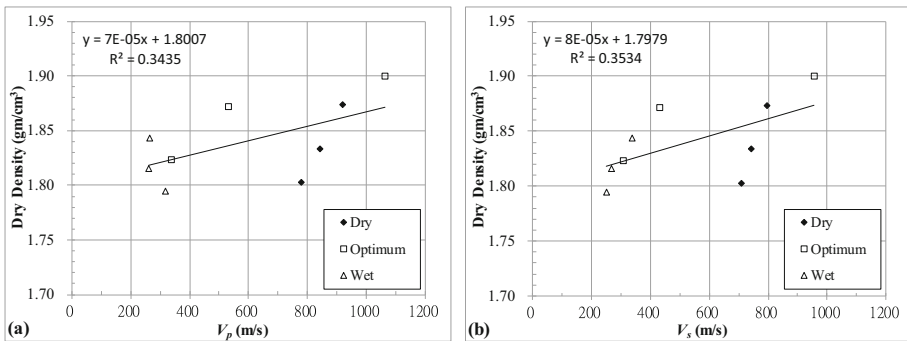 1.95
y = 7E-05x + 1.8007
R² = 0.3435
1.90
1.85
1.80
1.75
1.70
Dry Density (gm/cm³)
Dry
Optimum
Wet
0 200 400 600 800 1000 1200
(a) Vp (m/s)
1.95
y = 8E-05x + 1.7979
R² = 0.3534
1.90
1.85
1.80
1.75
1.70
Dry Density (gm/cm³)
Dry
Optimum
Wet
0 200 400 600 800 1000 1200
(b) Vs (m/s)